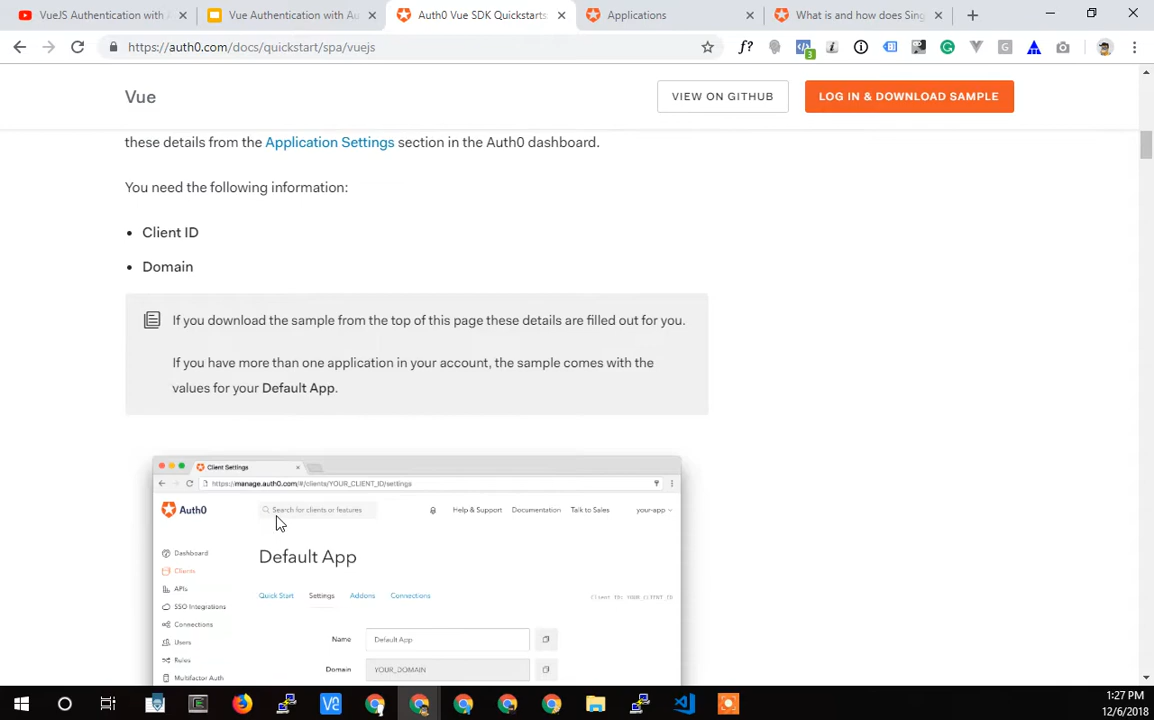 VueJS Authentication with A
Vue Authentication with Au
Auth0 Vue SDK Quickstarts
Applications
What is and how does Sing
https://auth0.com/docs/quickstart/spa/vuejs
f?
3
G
Vue
VIEW ON GITHUB
LOG IN & DOWNLOAD SAMPLE
these details from the Application Settings section in the Auth0 dashboard.
You need the following information:
• Client ID
• Domain
If you download the sample from the top of this page these details are filled out for you.
If you have more than one application in your account, the sample comes with the
values for your Default App.
Client Settings
https://manage.auth0.com/#/clients/YOUR_CLIENT_ID/settings
Auth0
Search for clients or features
Help & Support
Documentation
Talk to Sales
your-app
Dashboard
Default App
Clients
APIs
Quick Start
Settings
Addons
Connections
Client ID: YOUR_CLIENT_ID
SSO Integrations
Connections
Users
Name
Default App
Rules
Domain
YOUR_DOMAIN
Multifactor Auth
1:27 PM
12/6/2018